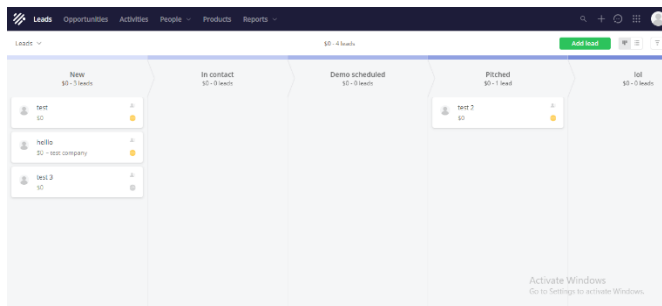 Leads Opportunities Activities People Products Reports
Leads
$0 - 4 leads
Add lead
New
$0 - 3 leads
In contact
$0 - 0 leads
Demo scheduled
$0 - 0 leads
Pitched
$0 - 1 lead
lol
$0 - 0 leads
test
$0
helllo
$0 - test company
test 3
$0
test 2
$0
Activate Windows
Go to Settings to activate Windows.